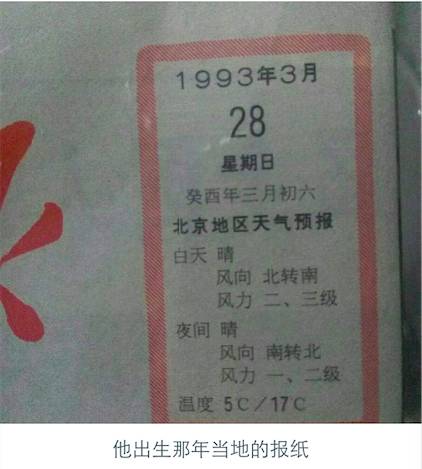 1993年3月
28
星期日
癸酉年三月初六
北京地区天气预报
白天 晴
风向 北转南
风力 二、三级
夜间 晴
风向 南转北
风力 一、二级
温度 5℃/17℃
他出生那年当地的报纸